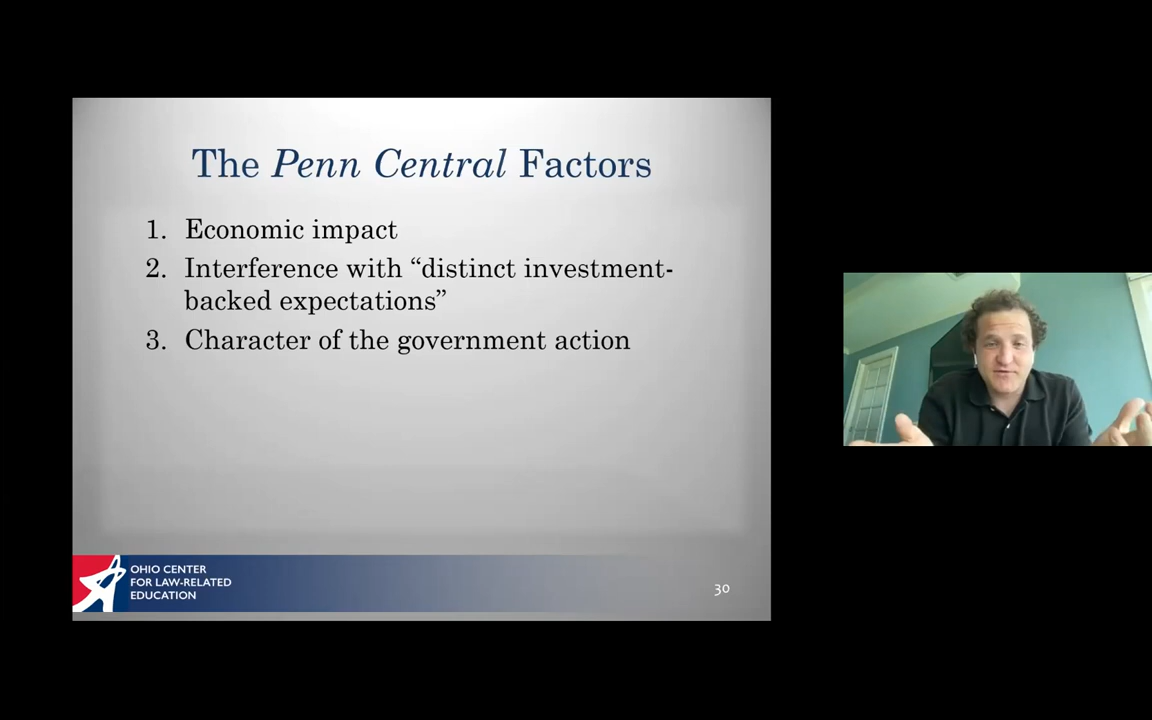 The Penn Central Factors
1. Economic impact
2. Interference with “distinct investment-
backed expectations”
3. Character of the government action
OHIO CENTER
FOR LAW-RELATED
EDUCATION
30